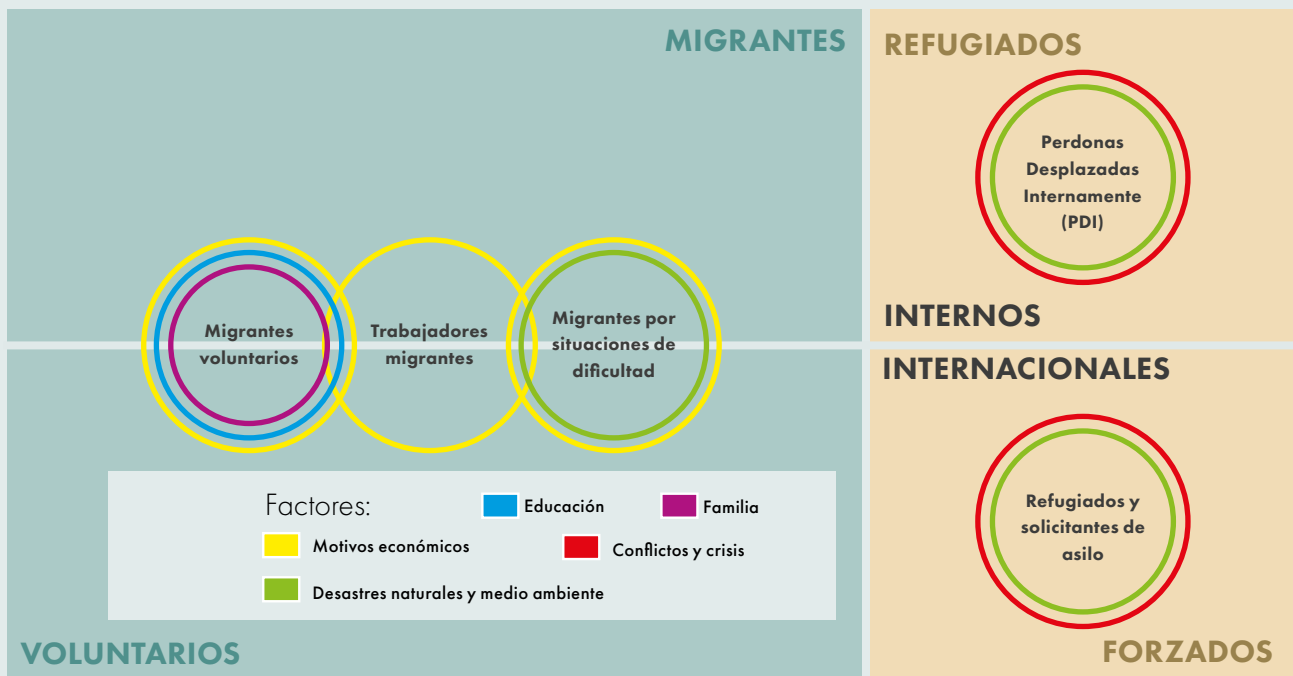 MIGRANTES
REFUGIADOS
Perdonas
Desplazadas
Internamente
(PDI)
INTERNOS
Migrantes
voluntarios
Trabajadores
migrantes
Migrantes por
situaciones de
dificultad
INTERNACIONALES
Refugiados y
solicitantes de
asilo
Factores:
Educación
Familia
Motivos económicos
Conflictos y crisis
Desastres naturales y medio ambiente
VOLUNTARIOS
FORZADOS